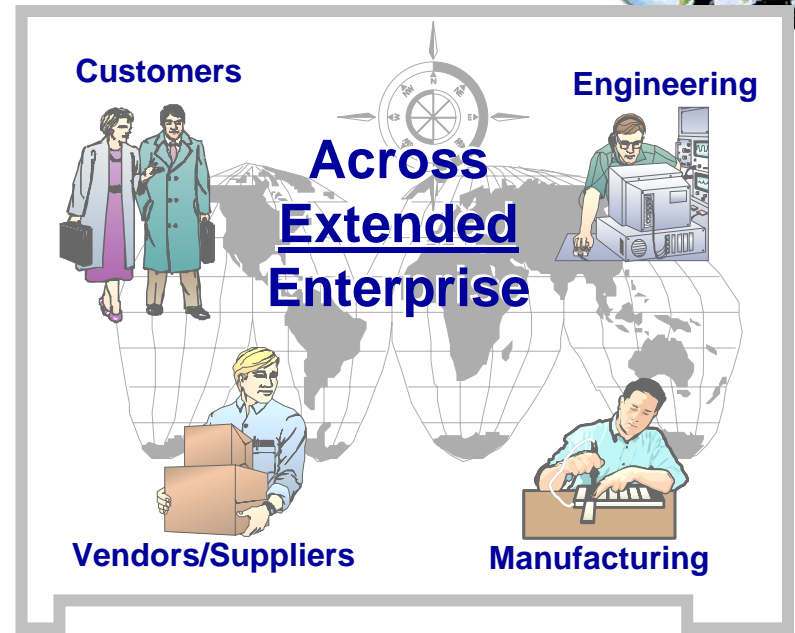 Customers
Engineering
Across
Extended
Enterprise
Vendors/Suppliers
Manufacturing